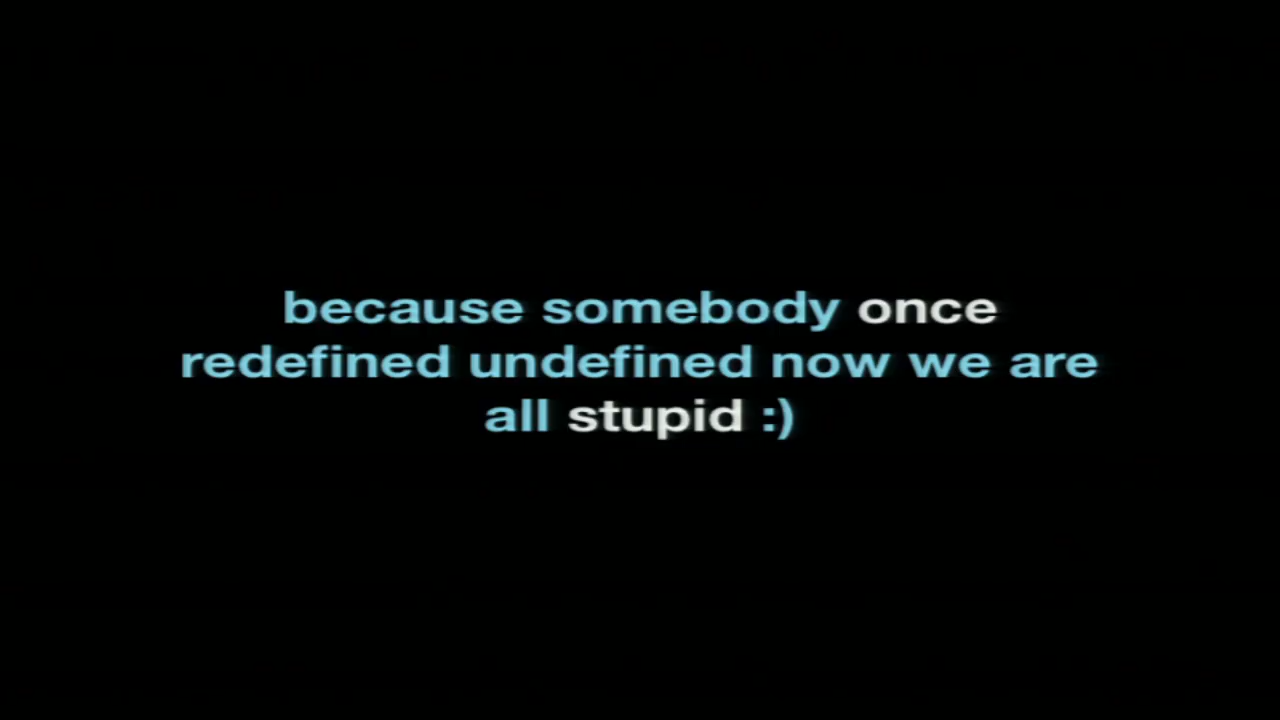 because somebody once
redefined undefined now we are
all stupid :)